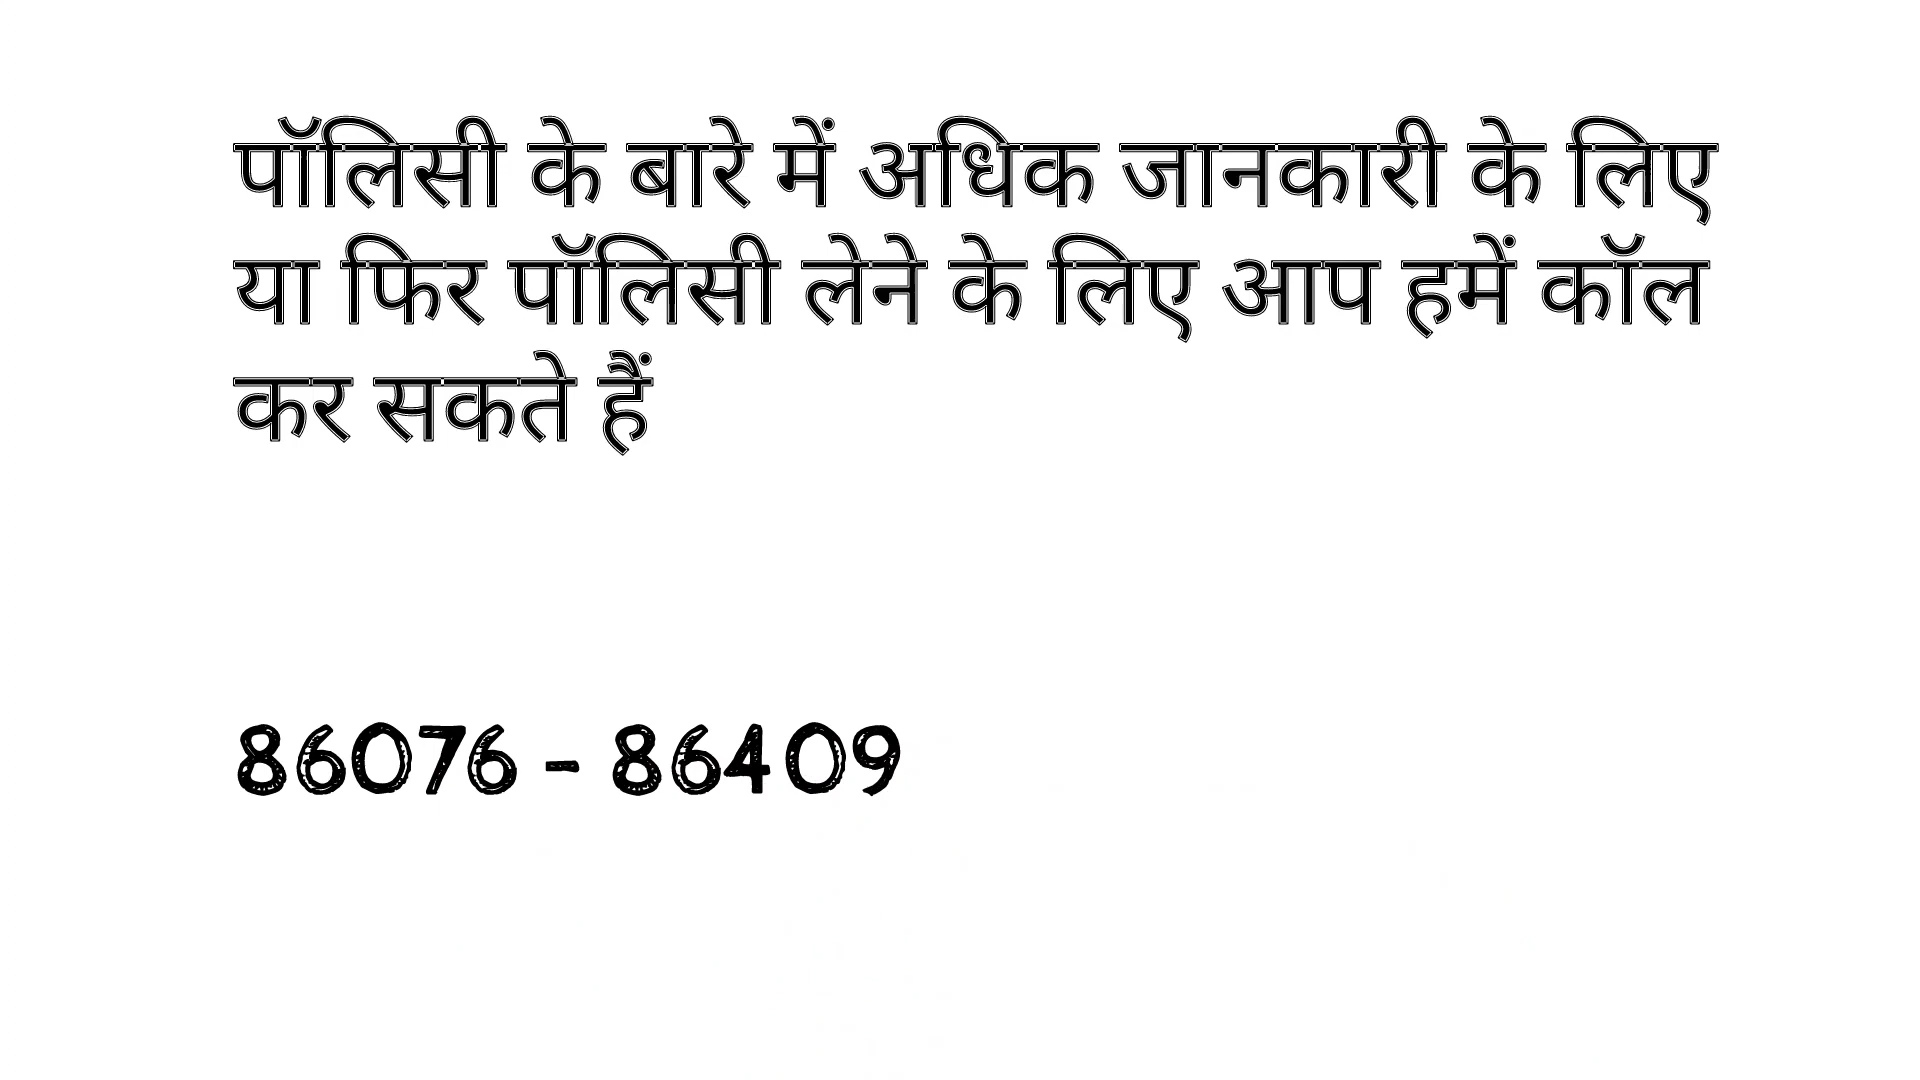 पॉलिसी के बारे में अधिक जानकारी के लिए
या फिर पॉलिसी लेने के लिए आप हमें कॉल
कर सकते हैं
86076 - 86409